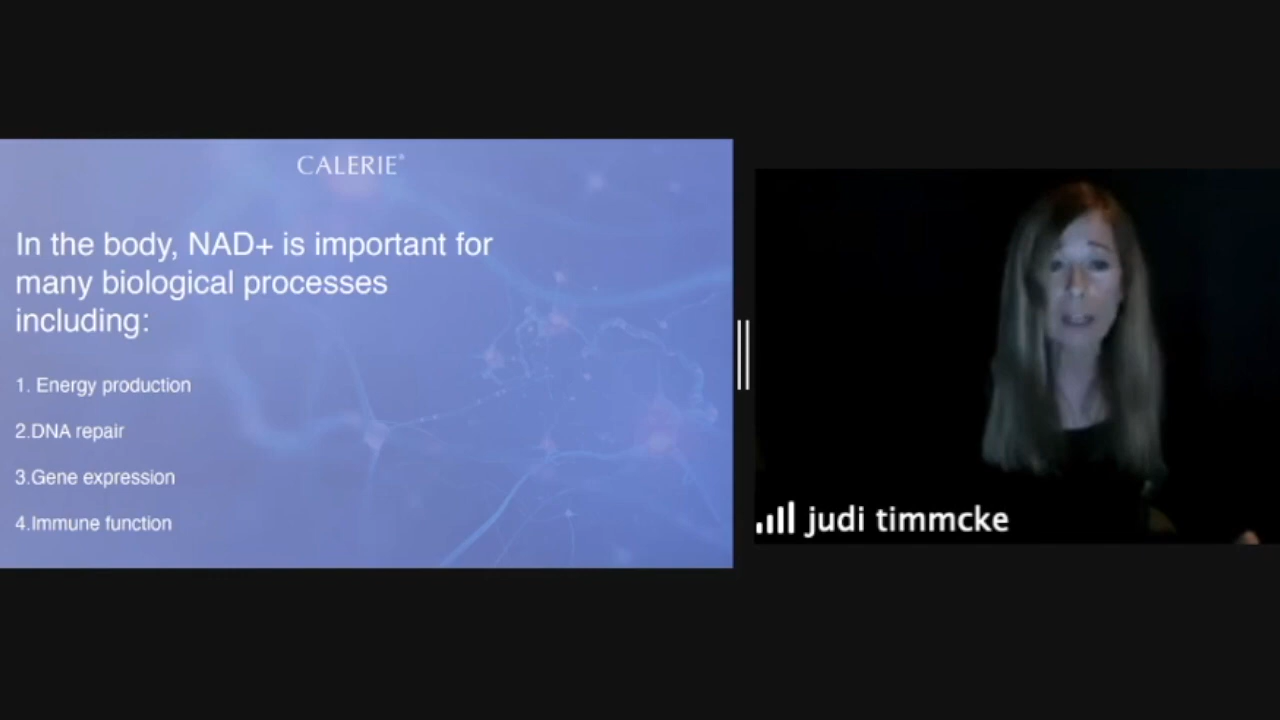 CALERIE®
In the body, NAD+ is important for
many biological processes
including:
1. Energy production
2.DNA repair
3.Gene expression
4.Immune function
judi timmcke